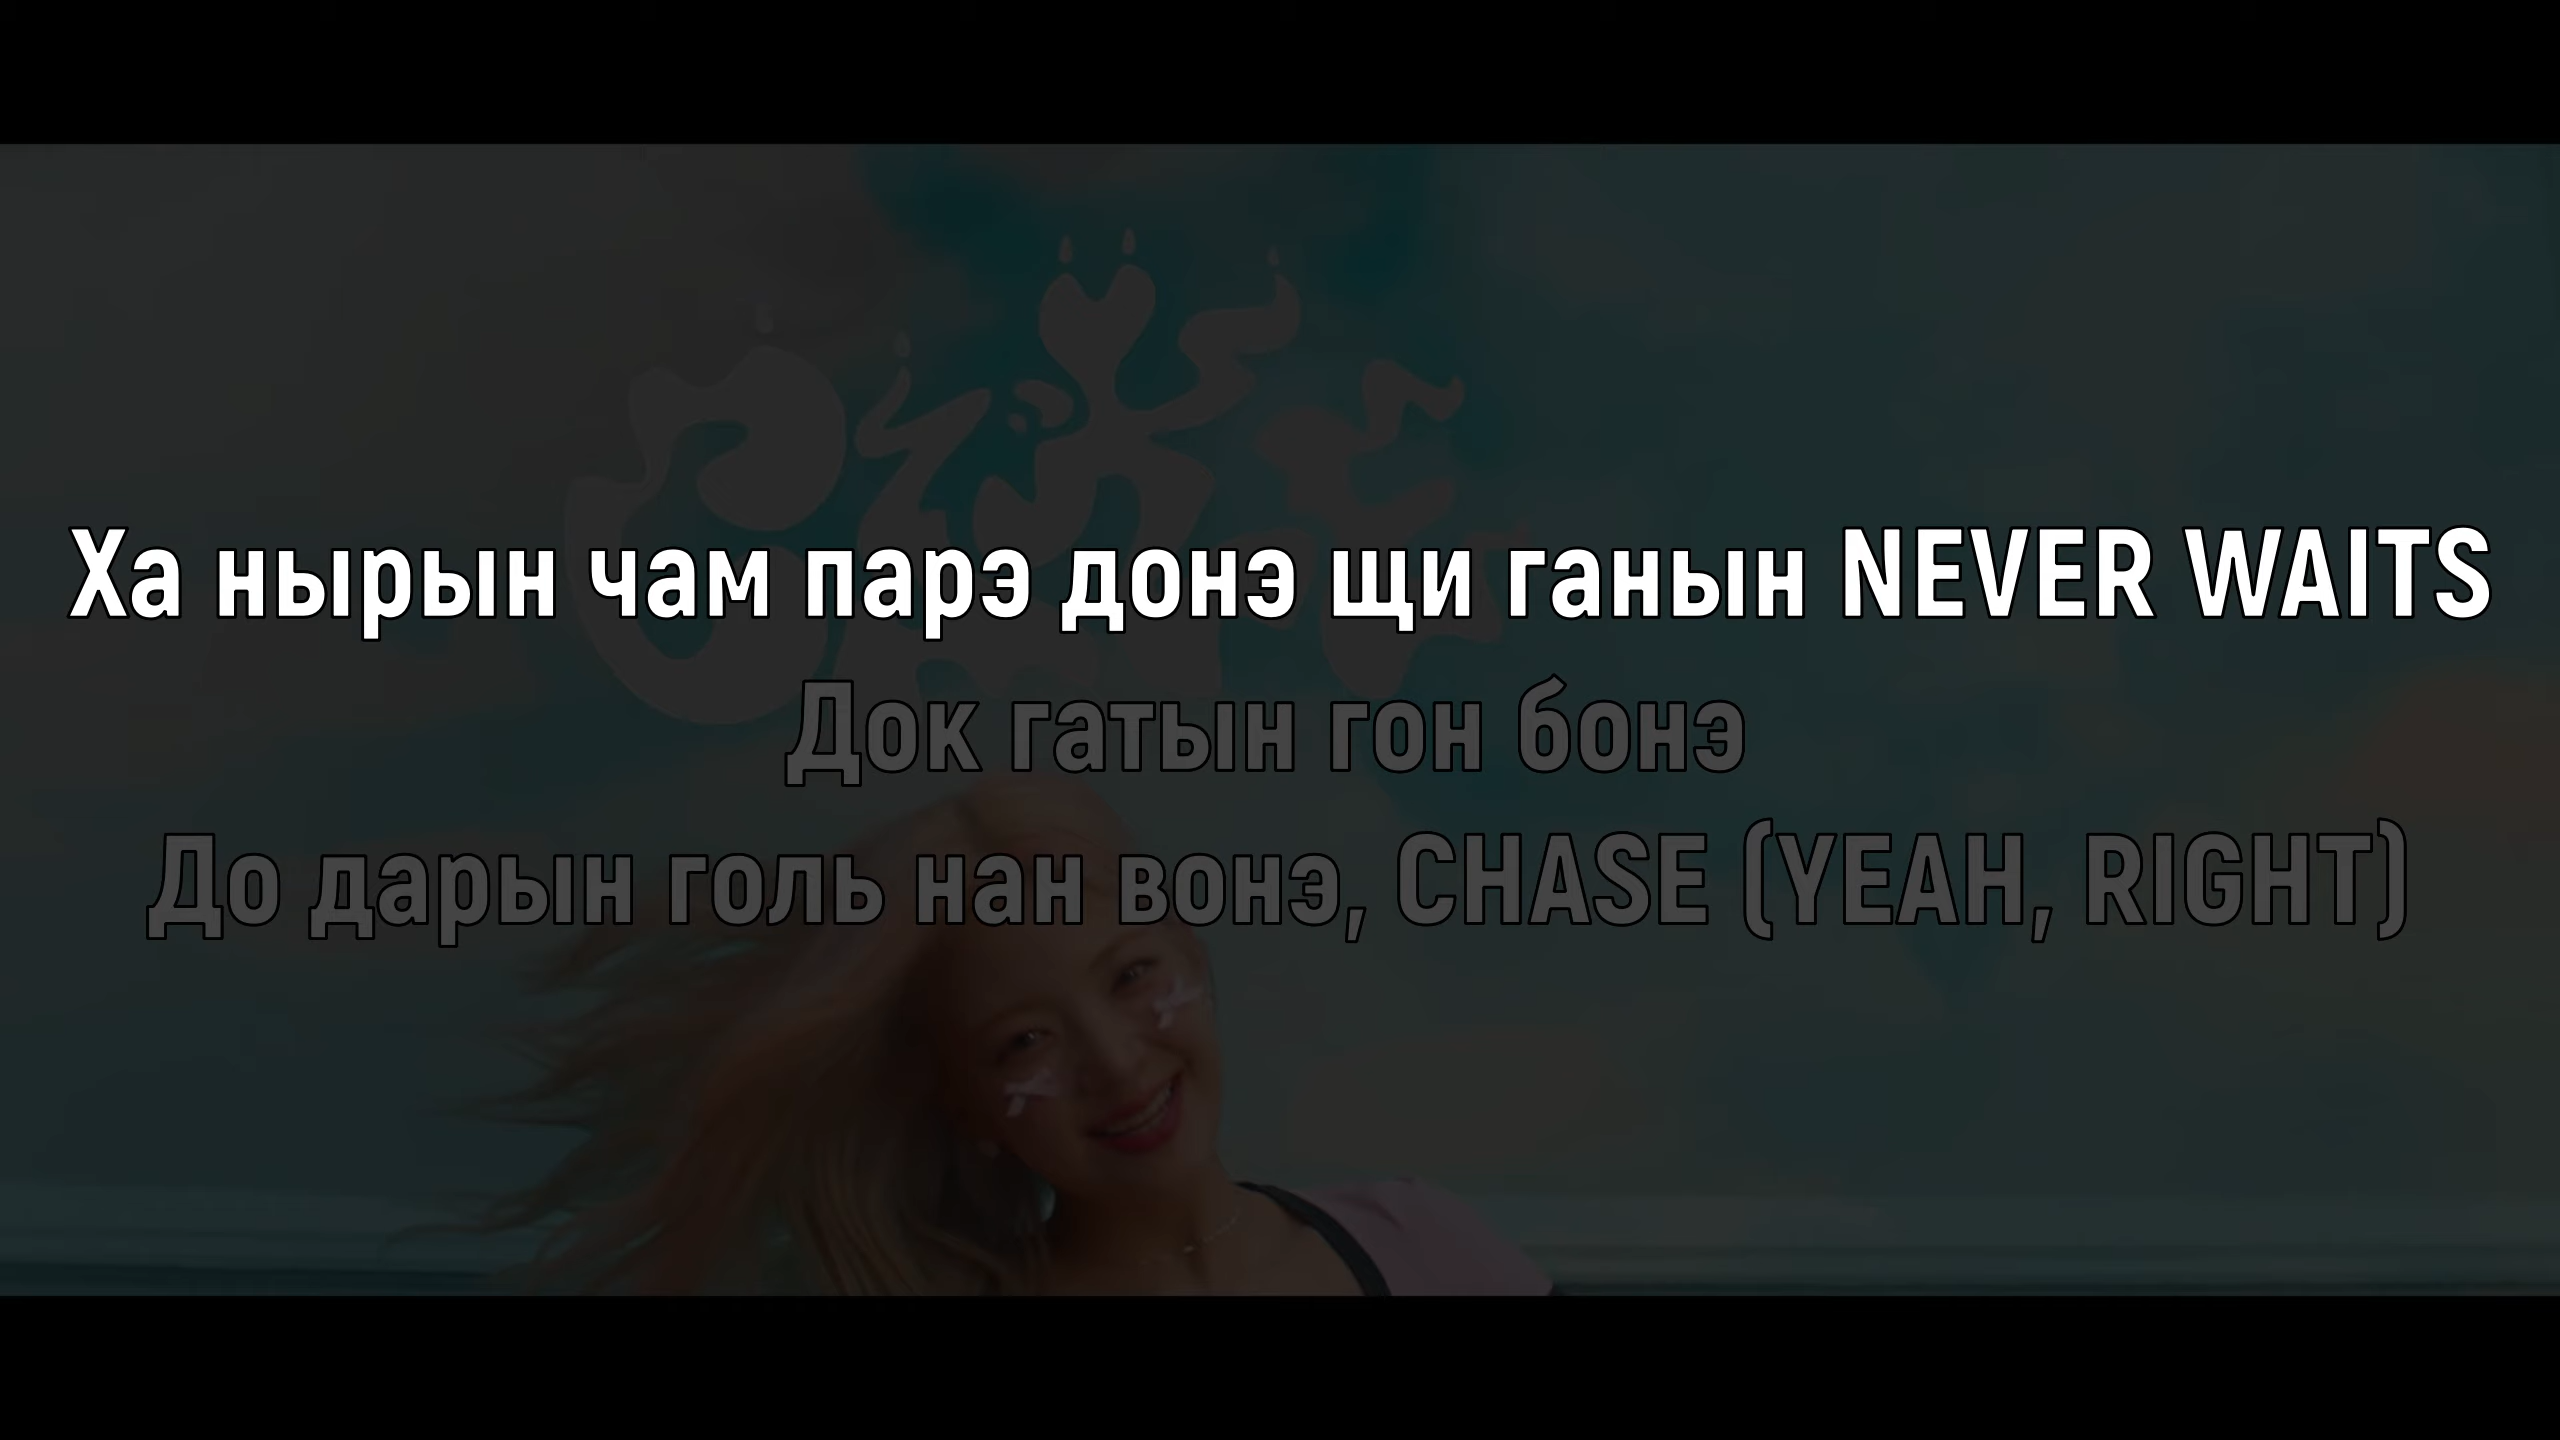 Ха нырын чам парэ донэ щи ганын NEVER WAITS
Док гатын гон бонэ
До дарын голь нан вонэ, CHASE (YEAH, RIGHT)